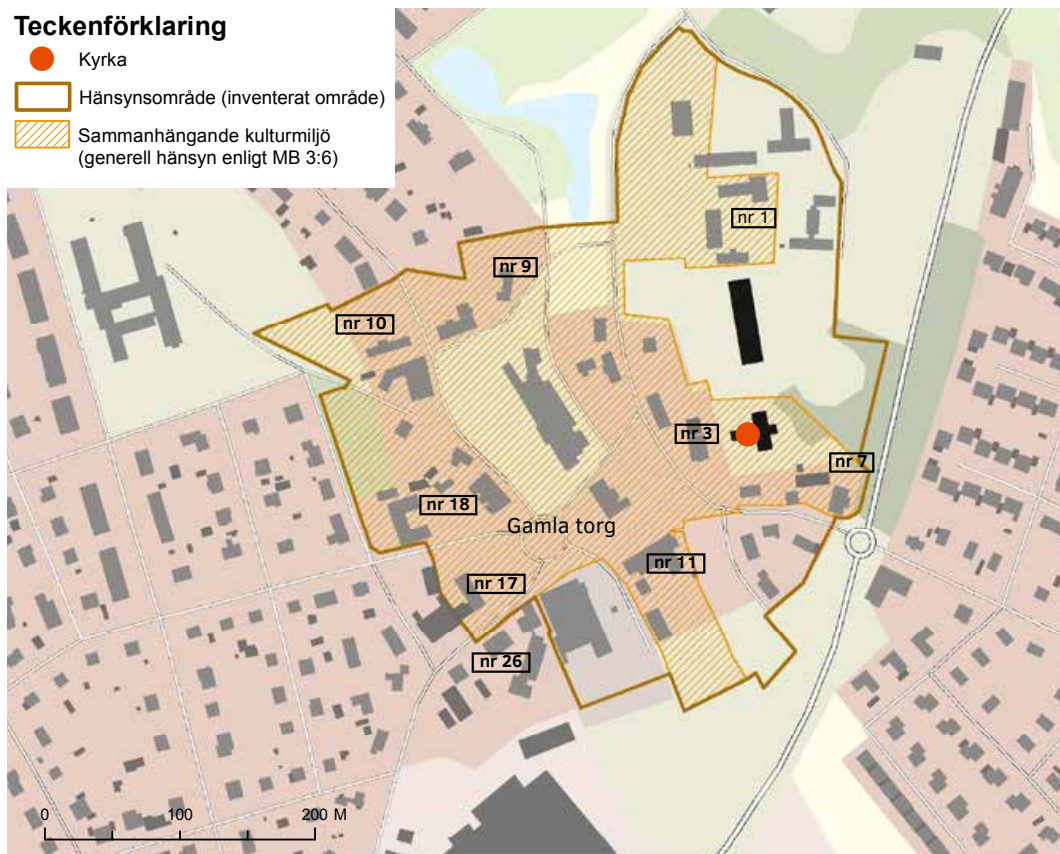 Teckenförklaring
Kyrka
Hänsynsområde (inventerat område)
Sammanhängande kulturmiljö
(generell hänsyn enligt MB 3:6)
nr 1
nr 9
nr 10
nr 3
nr 7
nr 18
Gamla torg
nr 11
nr 17
nr 26
0 100 200 M